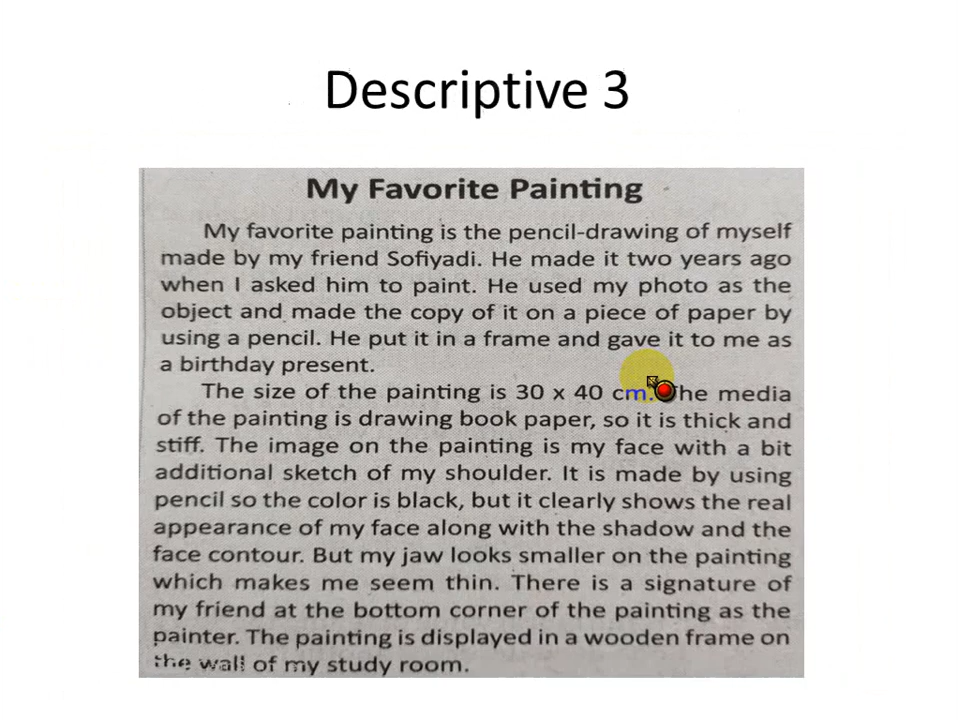 Descriptive 3
My Favorite Painting
My favorite painting is the pencil-drawing of myself
made by my friend Sofiyadi. He made it two years ago
when I asked him to paint. He used my photo as the
object and made the copy of it on a piece of paper by
using a pencil. He put it in a frame and gave it to me as
a birthday present.
The size of the painting is 30 x 40 cm. The media
of the painting is drawing book paper, so it is thick and
stiff. The image on the painting is my face with a bit
additional sketch of my shoulder. It is made by using
pencil so the color is black, but it clearly shows the real
appearance of my face along with the shadow and the
face contour. But my jaw looks smaller on the painting
which makes me seem thin. There is a signature of
my friend at the bottom corner of the painting as the
painter. The painting is displayed in a wooden frame on
the wall of my study room.